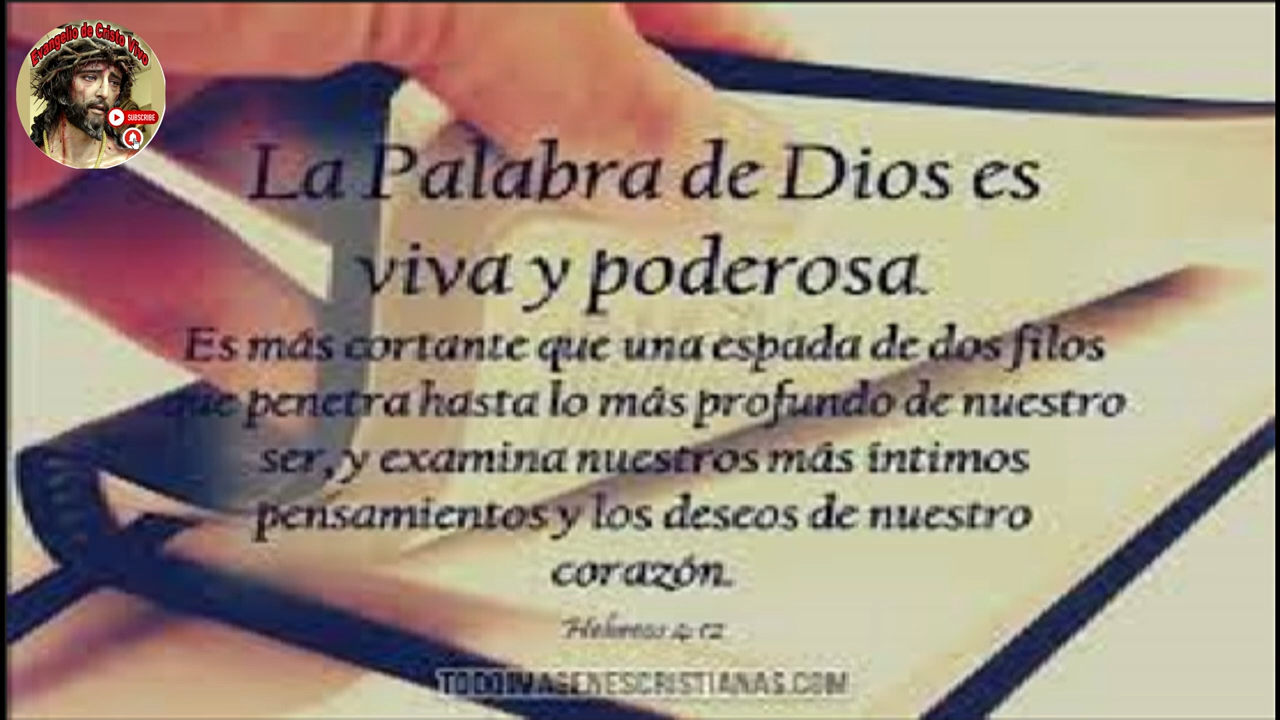 Evangelio de Cristo Vivo
SUBSCRIBE
La Palabra de Dios es
viva y poderosa.
Es más cortante que una espada de dos filos
que penetra hasta lo más profundo de nuestro
ser, y examina nuestros más íntimos
pensamientos y los deseos de nuestro
corazón.
Hebreos 4:12
TODOIMAGENESCRISTIANAS.COM